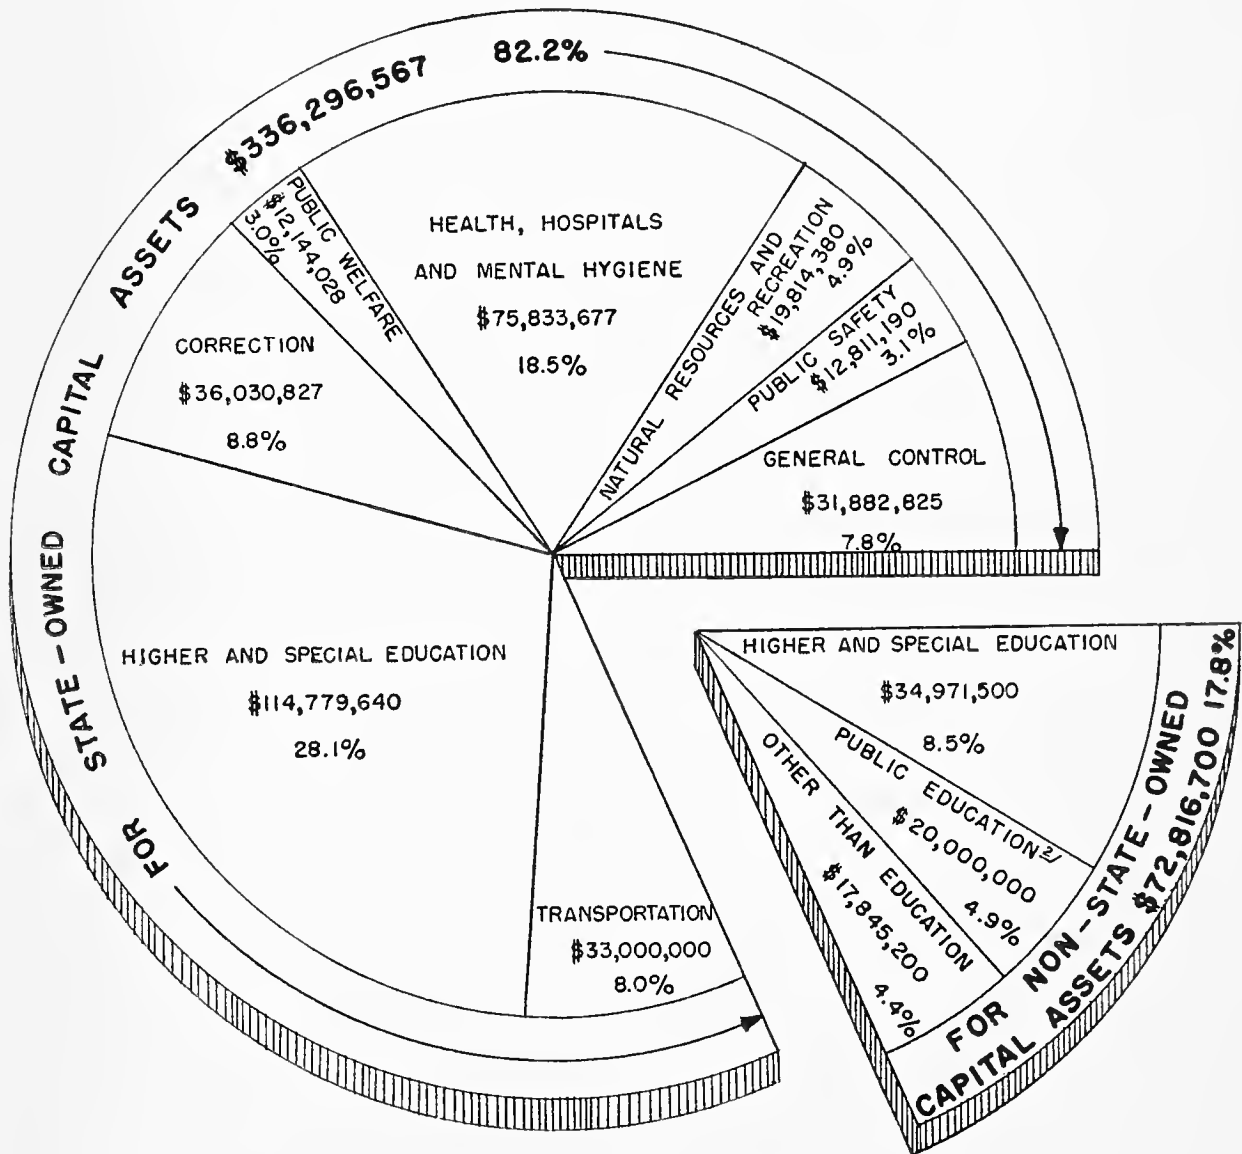 FOR STATE-OWNED CAPITAL ASSETS $336,296,567 82.2%
PUBLIC WELFARE
$12,144,028
3.0%
HEALTH, HOSPITALS
AND MENTAL HYGIENE
$75,833,677
18.5%
NATURAL RESOURCES AND
RECREATION
$19,814,380
4.9%
PUBLIC SAFETY
$12,811,190
3.1%
GENERAL CONTROL
$31,882,825
7.8%
CORRECTION
$36,030,827
8.8%
HIGHER AND SPECIAL EDUCATION
$114,779,640
28.1%
TRANSPORTATION
$33,000,000
8.0%
HIGHER AND SPECIAL EDUCATION
$34,971,500
8.5%
PUBLIC EDUCATION 2/
$20,000,000
4.9%
OTHER THAN EDUCATION
$17,845,200
4.4%
FOR NON-STATE-OWNED
CAPITAL ASSETS $72,816,700 17.8%